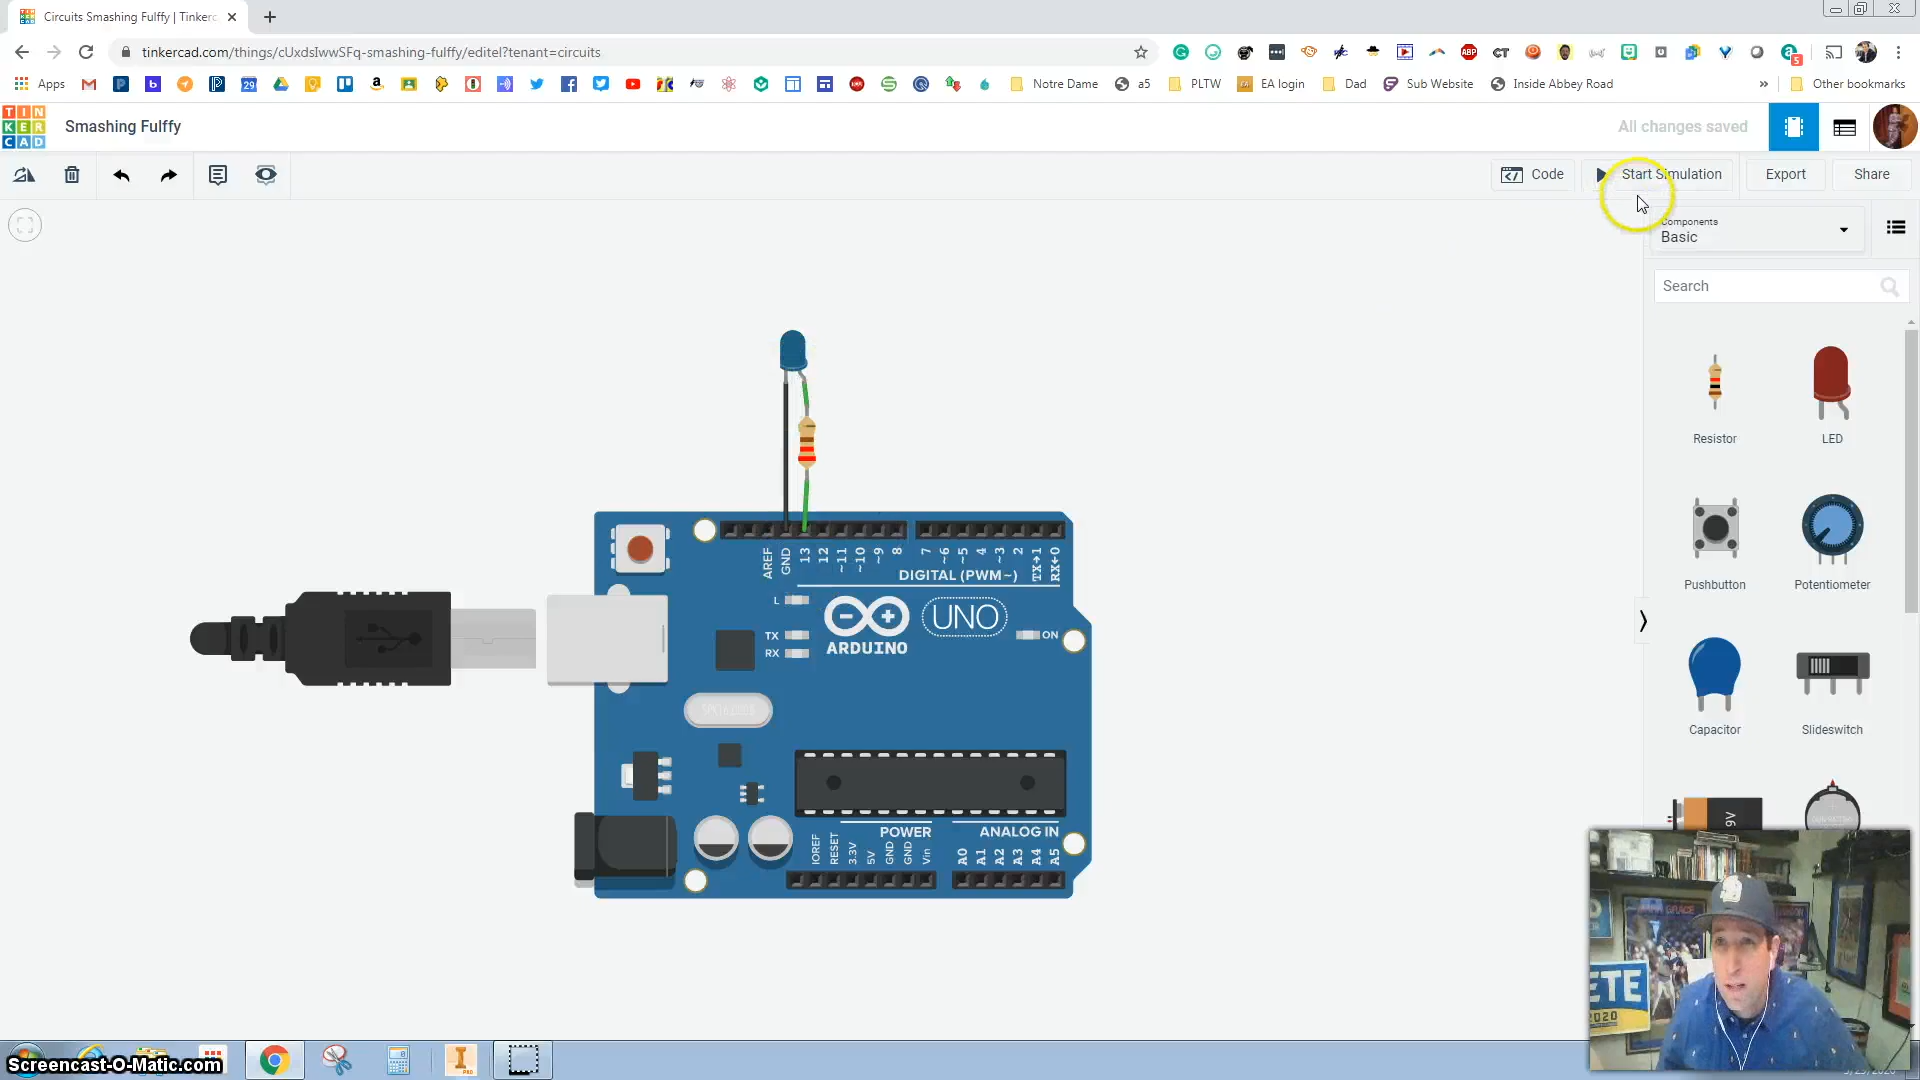 Circuits Smashing Fulffy | Tinkerc
tinkercad.com/things/cUxdsIwwSFq-smashing-fulffy/editel?tenant=circuits
Apps
29
Notre Dame
a5
PLTW
EA login
Dad
Sub Website
Inside Abbey Road
»
Other bookmarks
ABP
CT
5
TIN
KER
CAD
Smashing Fulffy
All changes saved
Code
Start Simulation
Export
Share
Components
Basic
Search
Resistor
LED
Pushbutton
Potentiometer
Capacitor
Slideswitch
9V
AREF
GND
13
12
~11
~10
~9
8
7
~6
~5
4
~3
2
TX→1
RX←0
DIGITAL (PWM~)
L
TX
RX
UNO
ARDUINO
ON
POWER
ANALOG IN
IOREF
RESET
3.3V
5V
GND
GND
Vin
A0
A1
A2
A3
A4
A5
ETE
2020
Screencast-O-Matic.com